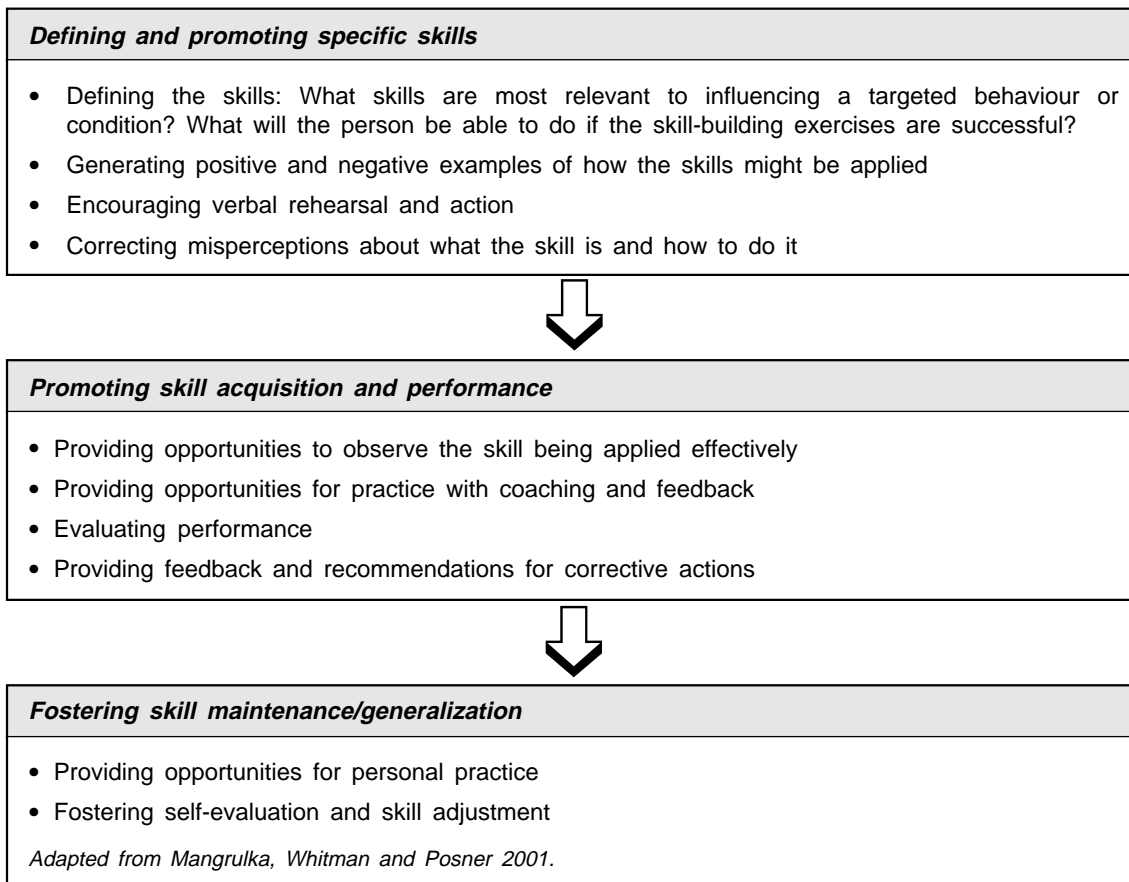 Defining and promoting specific skills
• Defining the skills: What skills are most relevant to influencing a targeted behaviour or
condition? What will the person be able to do if the skill-building exercises are successful?
• Generating positive and negative examples of how the skills might be applied
• Encouraging verbal rehearsal and action
• Correcting misperceptions about what the skill is and how to do it
Promoting skill acquisition and performance
• Providing opportunities to observe the skill being applied effectively
• Providing opportunities for practice with coaching and feedback
• Evaluating performance
• Providing feedback and recommendations for corrective actions
Fostering skill maintenance/generalization
• Providing opportunities for personal practice
• Fostering self-evaluation and skill adjustment
Adapted from Mangrulka, Whitman and Posner 2001.